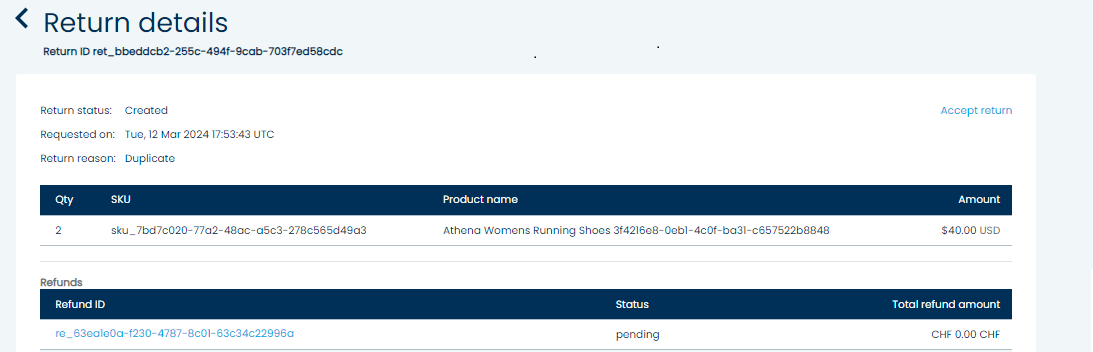 Return details
Return ID ret_bbeddcb2-255c-494f-9cab-703f7ed58cdc
Return status: Created Accept return
Requested on: Tue, 12 Mar 2024 17:53:43 UTC
Return reason: Duplicate
Qty SKU Product name Amount
2 sku_7bd7c020-77a2-48ac-a5c3-278c565d49a3 Athena Womens Running Shoes 3f4216e8-0eb1-4c0f-ba31-c657522b8848 $40.00 USD
Refunds
Refund ID Status Total refund amount
re_63ea1e0a-f230-4787-8c01-63c34c22996a pending CHF 0.00 CHF